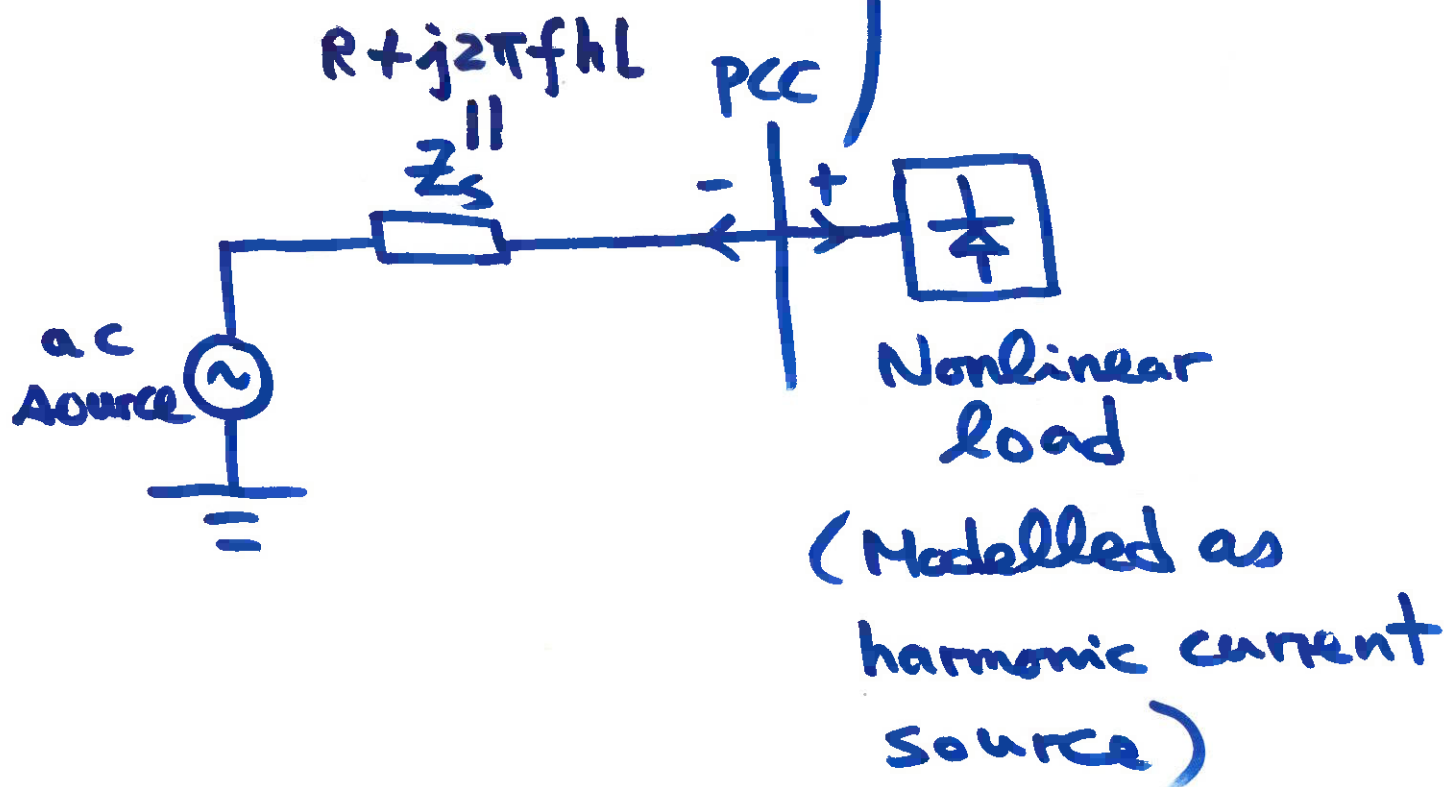 R+j2πfhL
||
Zs
PCC
)
- +
ac
source
~
Nonlinear
load
(Modelled as
harmonic current
source)